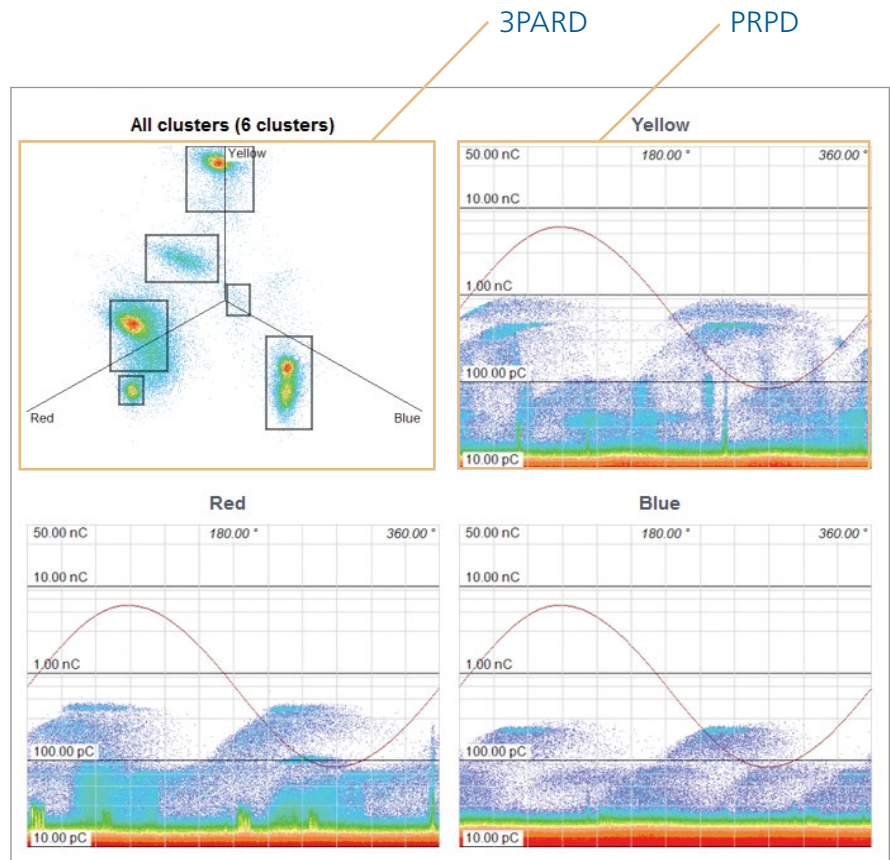 3PARD PRPD
All clusters (6 clusters)
Yellow
Red
Blue
Yellow
50.00 nC 180.00 ° 360.00 °
10.00 nC
1.00 nC
100.00 pC
10.00 pC
Red
50.00 nC 180.00 ° 360.00 °
10.00 nC
1.00 nC
100.00 pC
10.00 pC
Blue
50.00 nC 180.00 ° 360.00 °
10.00 nC
1.00 nC
100.00 pC
10.00 pC